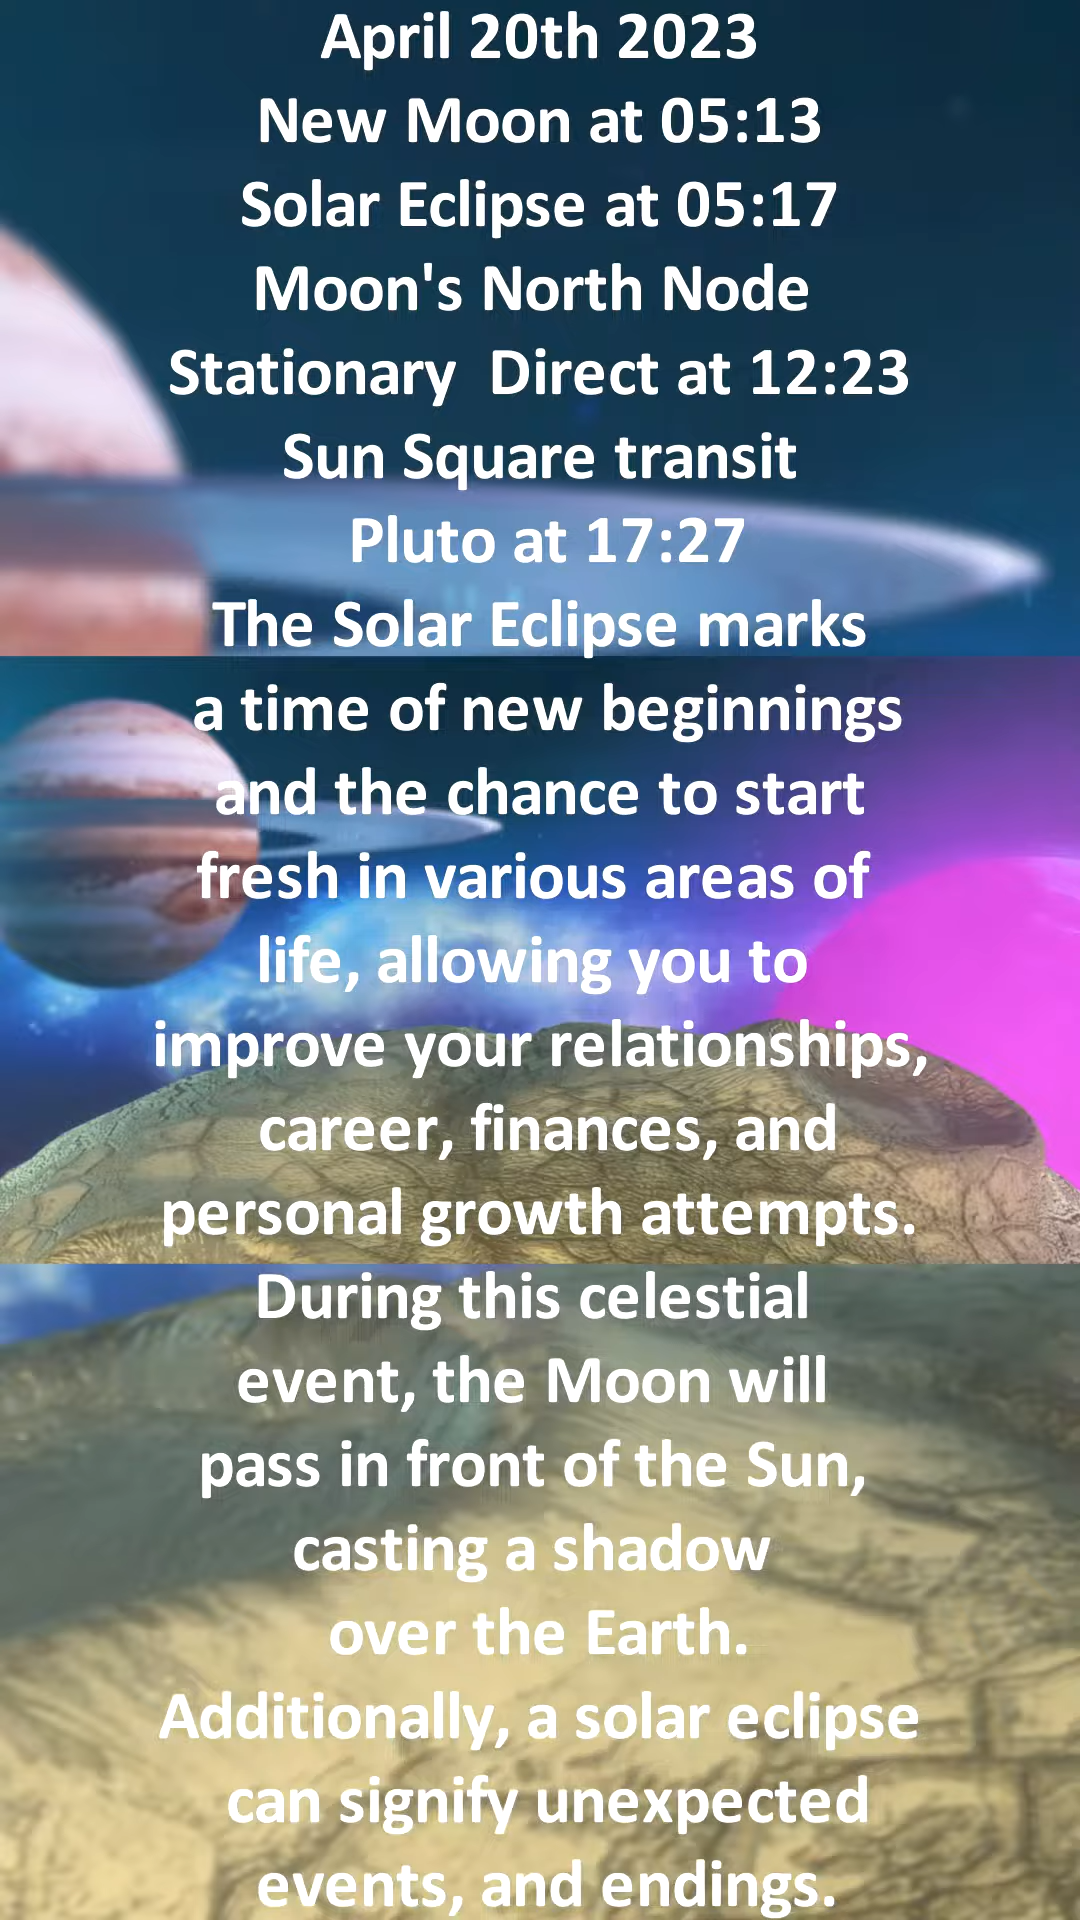 April 20th 2023
New Moon at 05:13
Solar Eclipse at 05:17
Moon's North Node
Stationary  Direct at 12:23
Sun Square transit
Pluto at 17:27
The Solar Eclipse marks
a time of new beginnings
and the chance to start
fresh in various areas of
life, allowing you to
improve your relationships,
career, finances, and
personal growth attempts.
During this celestial
event, the Moon will
pass in front of the Sun,
casting a shadow
over the Earth.
Additionally, a solar eclipse
can signify unexpected
events, and endings.